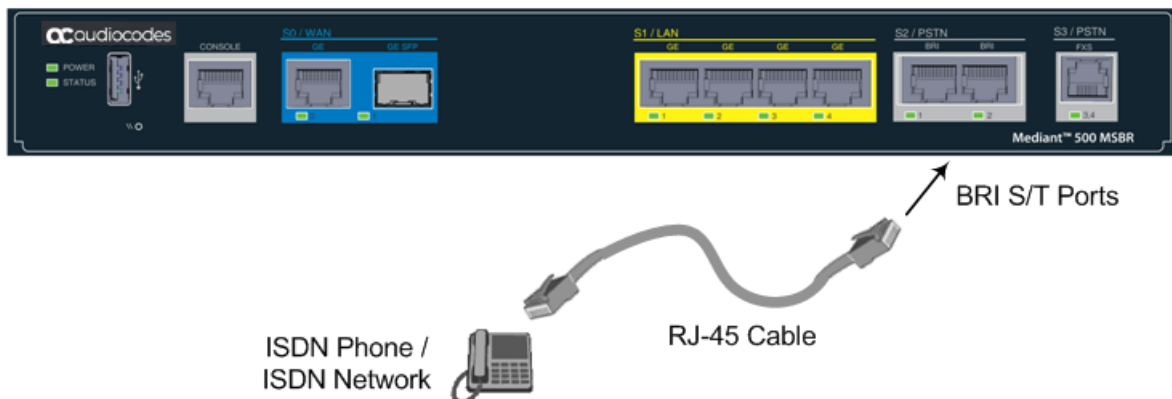 audiocodes
POWER
STATUS
CONSOLE
S0 / WAN
GE
GE SFP
S1 / LAN
GE GE GE GE
1 2 3 4
S2 / PSTN
BRI BRI
1 2
S3 / PSTN
FXS
3,4
Mediant™ 500 MSBR
BRI S/T Ports
RJ-45 Cable
ISDN Phone /
ISDN Network